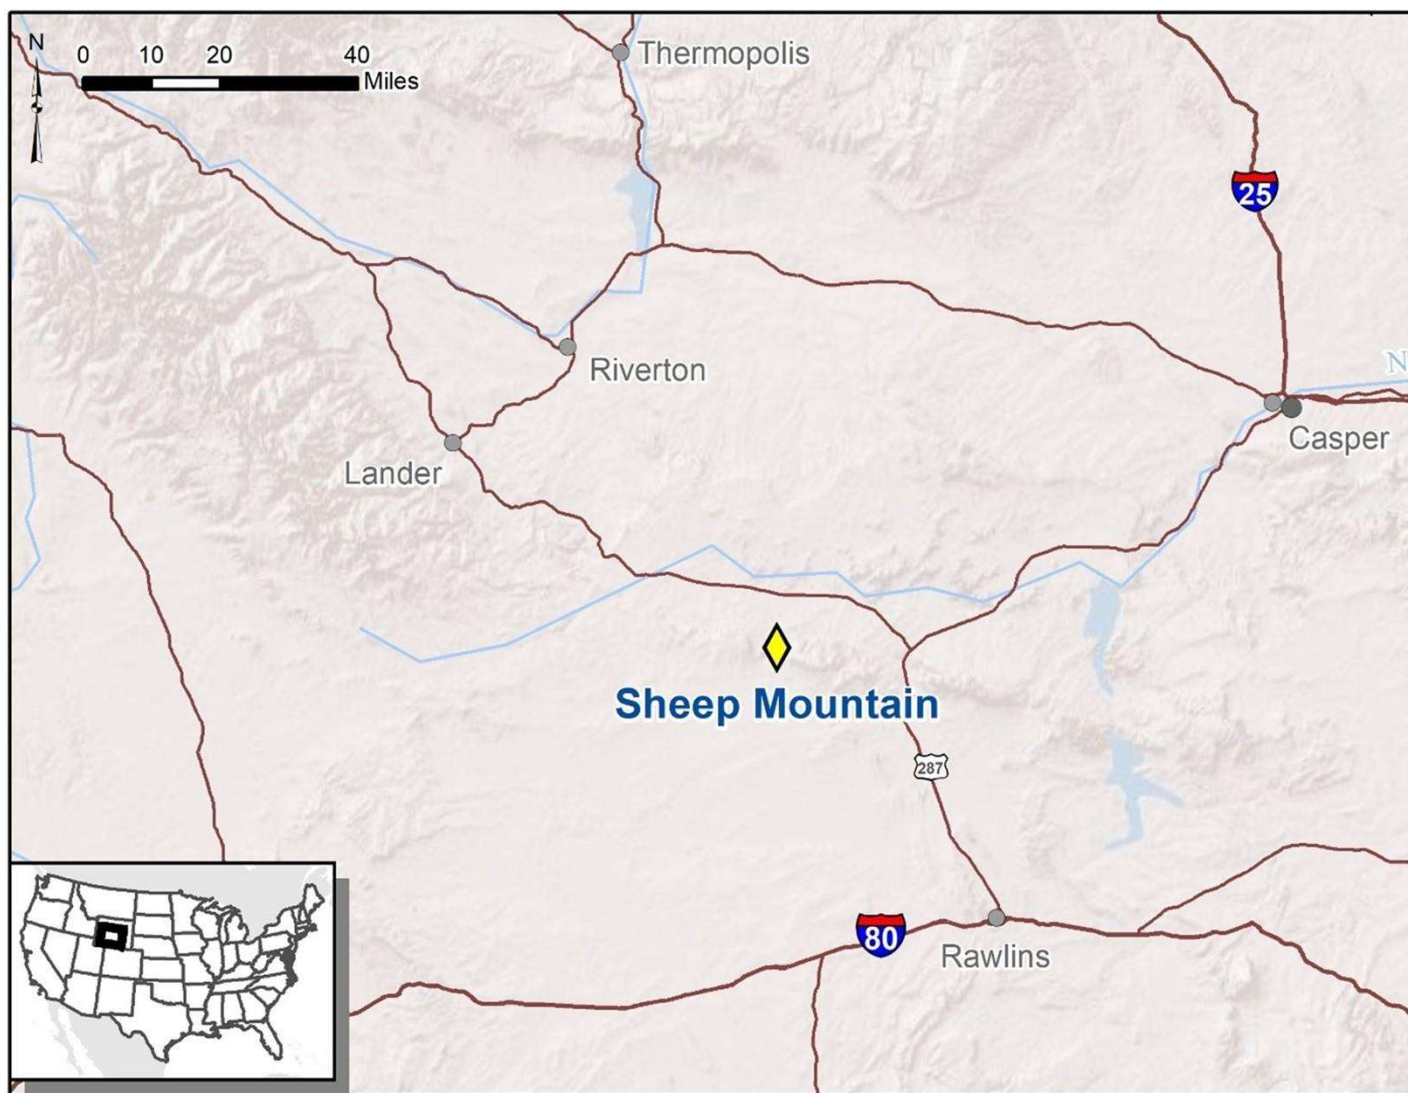 N
0 10 20 40
Miles
Thermopolis
25
Riverton
N
Casper
Lander
Sheep Mountain
287
80
Rawlins